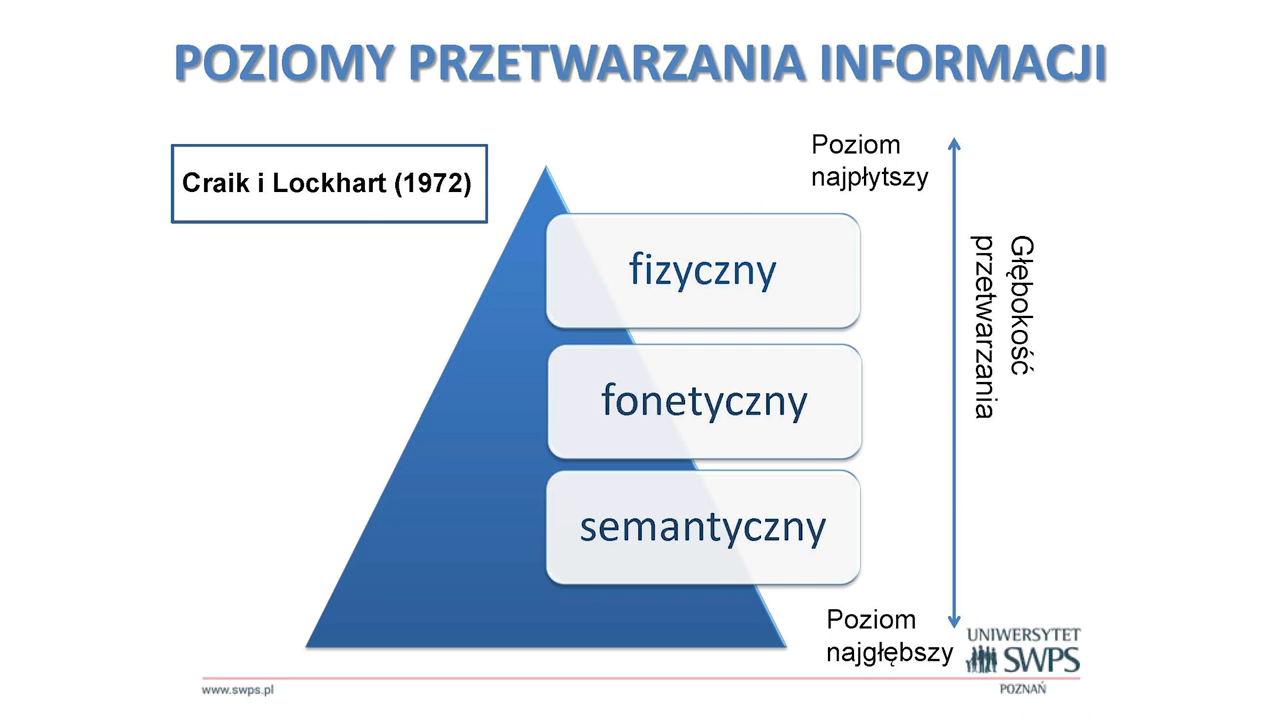 POZIOMY PRZETWARZANIA INFORMACJI
Craik i Lockhart (1972)
Poziom
najpłytszy
fizyczny
fonetyczny
semantyczny
Głębokość
przetwarzania
Poziom
najgłębszy
UNIWERSYTET
SWPS
POZNAŃ
www.swps.pl